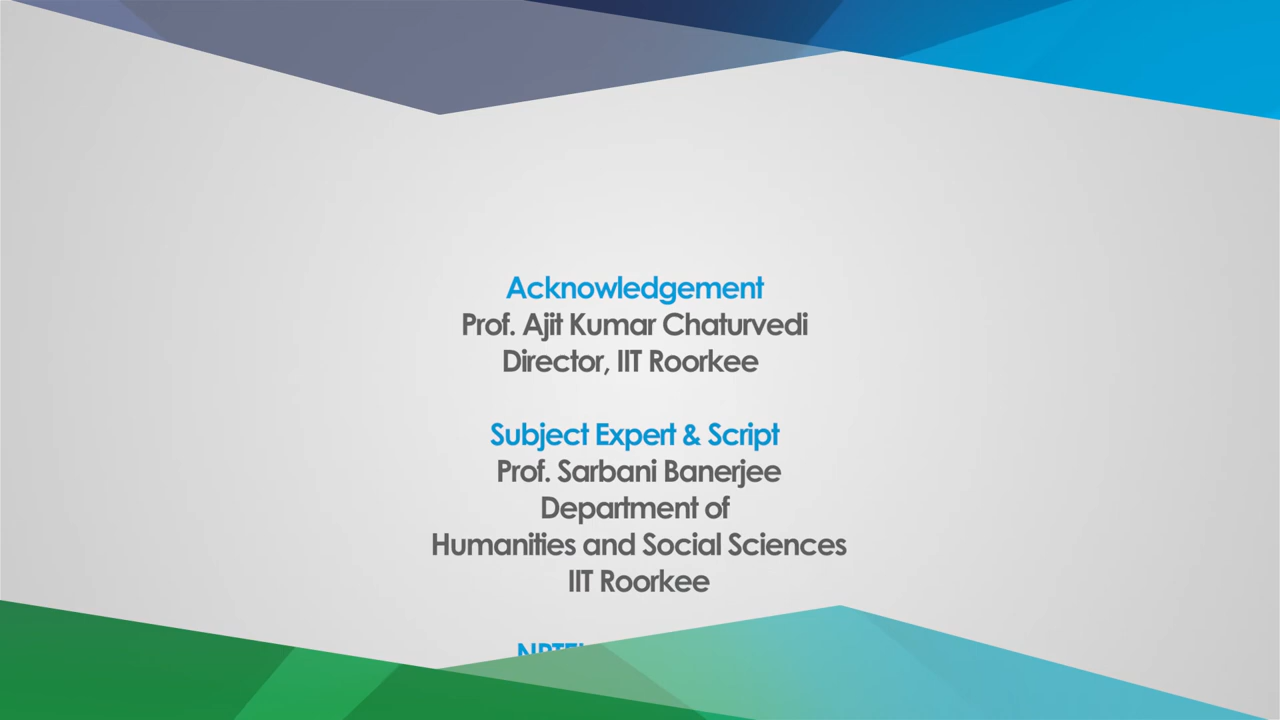 Acknowledgement
Prof. Ajit Kumar Chaturvedi
Director, IIT Roorkee
Subject Expert & Script
Prof. Sarbani Banerjee
Department of
Humanities and Social Sciences
IIT Roorkee